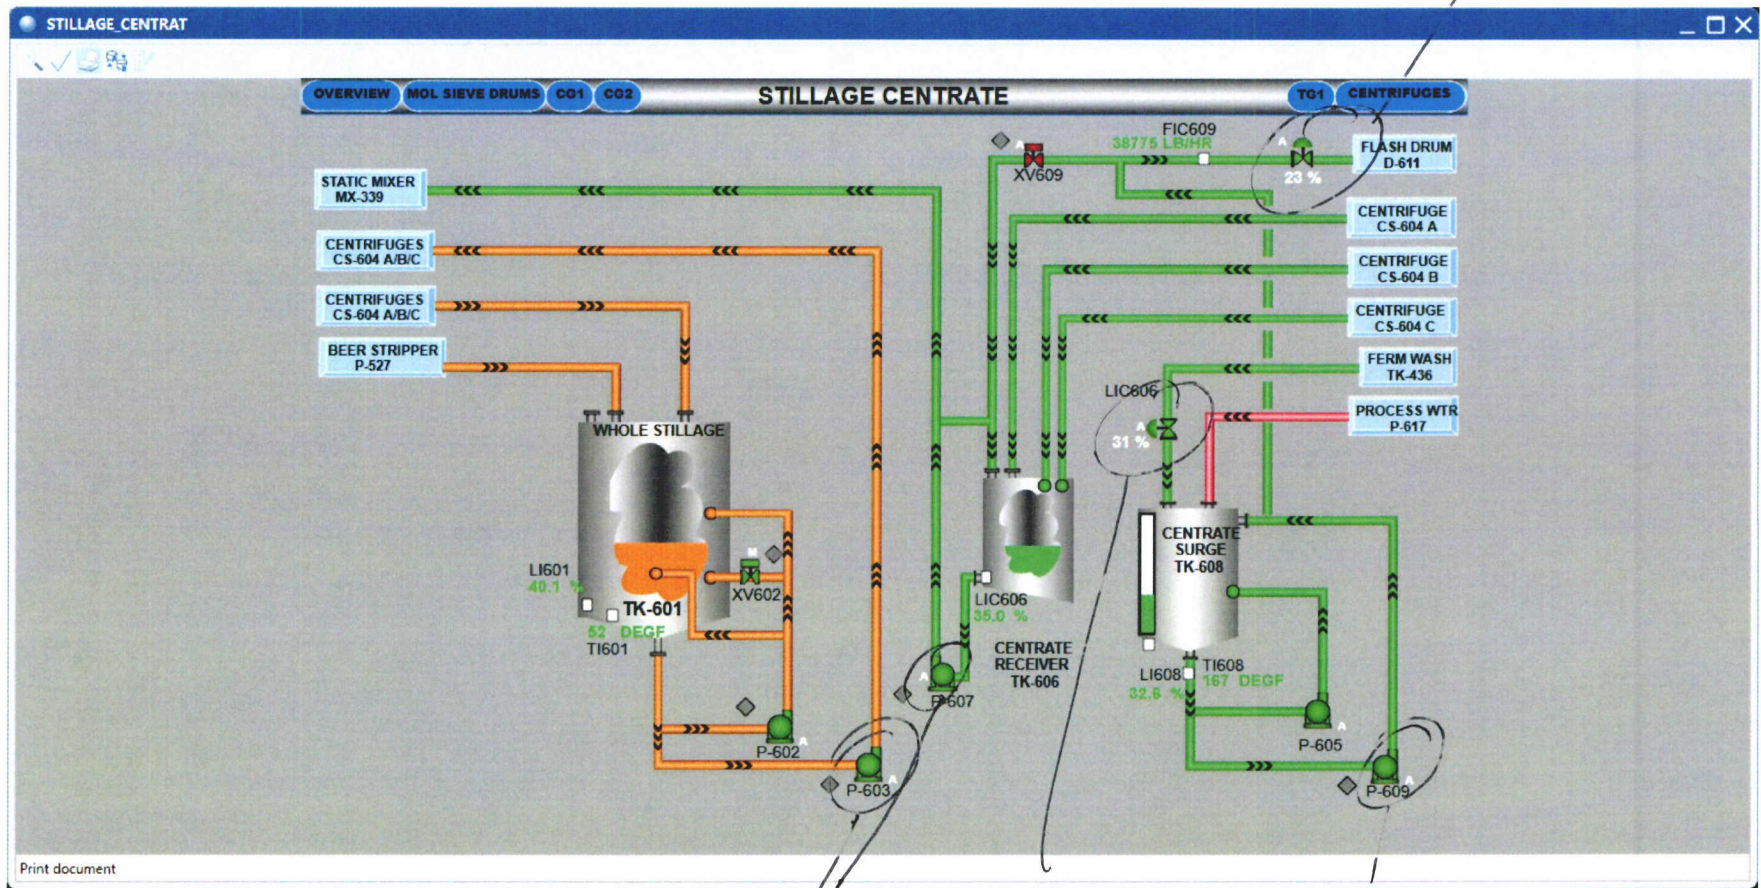 STILLAGE_CENTRAT
OVERVIEW
MOL SIEVE DRUMS
CG1
CG2
STILLAGE CENTRATE
TG1
CENTRIFUGES
FIC609
38775 LB/HR
A
XV609
A
23 %
FLASH DRUM
D-611
STATIC MIXER
MX-339
CENTRIFUGE
CS-604 A
CENTRIFUGES
CS-604 A/B/C
CENTRIFUGE
CS-604 B
CENTRIFUGES
CS-604 A/B/C
CENTRIFUGE
CS-604 C
BEER STRIPPER
P-527
FERM WASH
TK-436
LIC606
A
31 %
PROCESS WTR
P-617
WHOLE STILLAGE
CENTRATE
SURGE
TK-608
M
XV602
LI601
40.1 %
TK-601
52 DEGF
TI601
LIC606
35.0 %
CENTRATE
RECEIVER
TK-606
A
P-607
LI608
32.6 %
TI608
167 DEGF
P-602
A
P-603
A
P-605
A
P-609
A
Print document